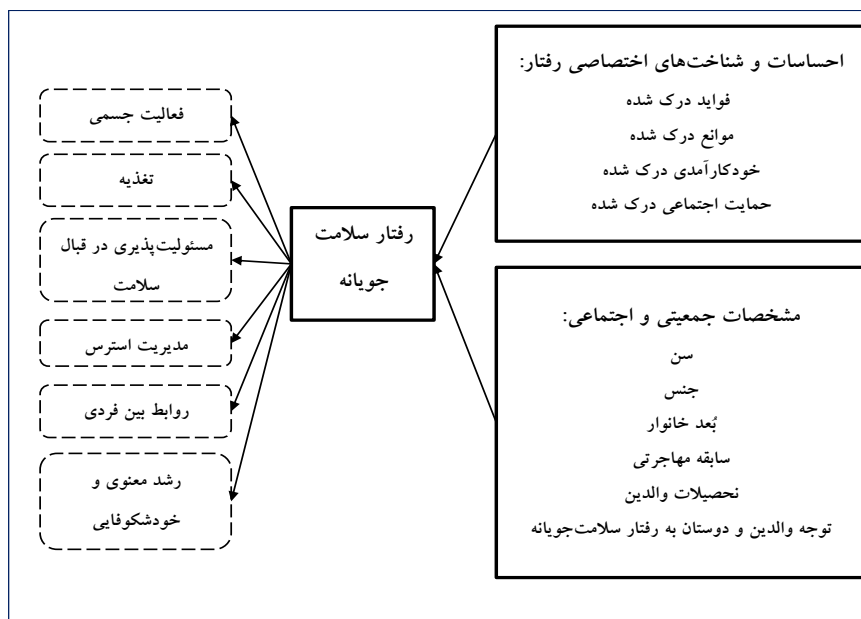 احساسات و شناخت‌های اختصاصی رفتار:
فواید درک شده
موانع درک شده
خودکارآمدی درک شده
حمایت اجتماعی درک شده
مشخصات جمعیتی و اجتماعی:
سن
جنس
بُعد خانوار
سابقه مهاجرتی
نحصیلات والدین
توجه والدین و دوستان به رفتار سلامت‌جویانه
رفتار سلامت
جویانه
فعالیت جسمی
تغذیه
مسئولیت‌پذیری در قبال
سلامت
مدیریت استرس
روابط بین فردی
رشد معنوی و
خودشکوفایی